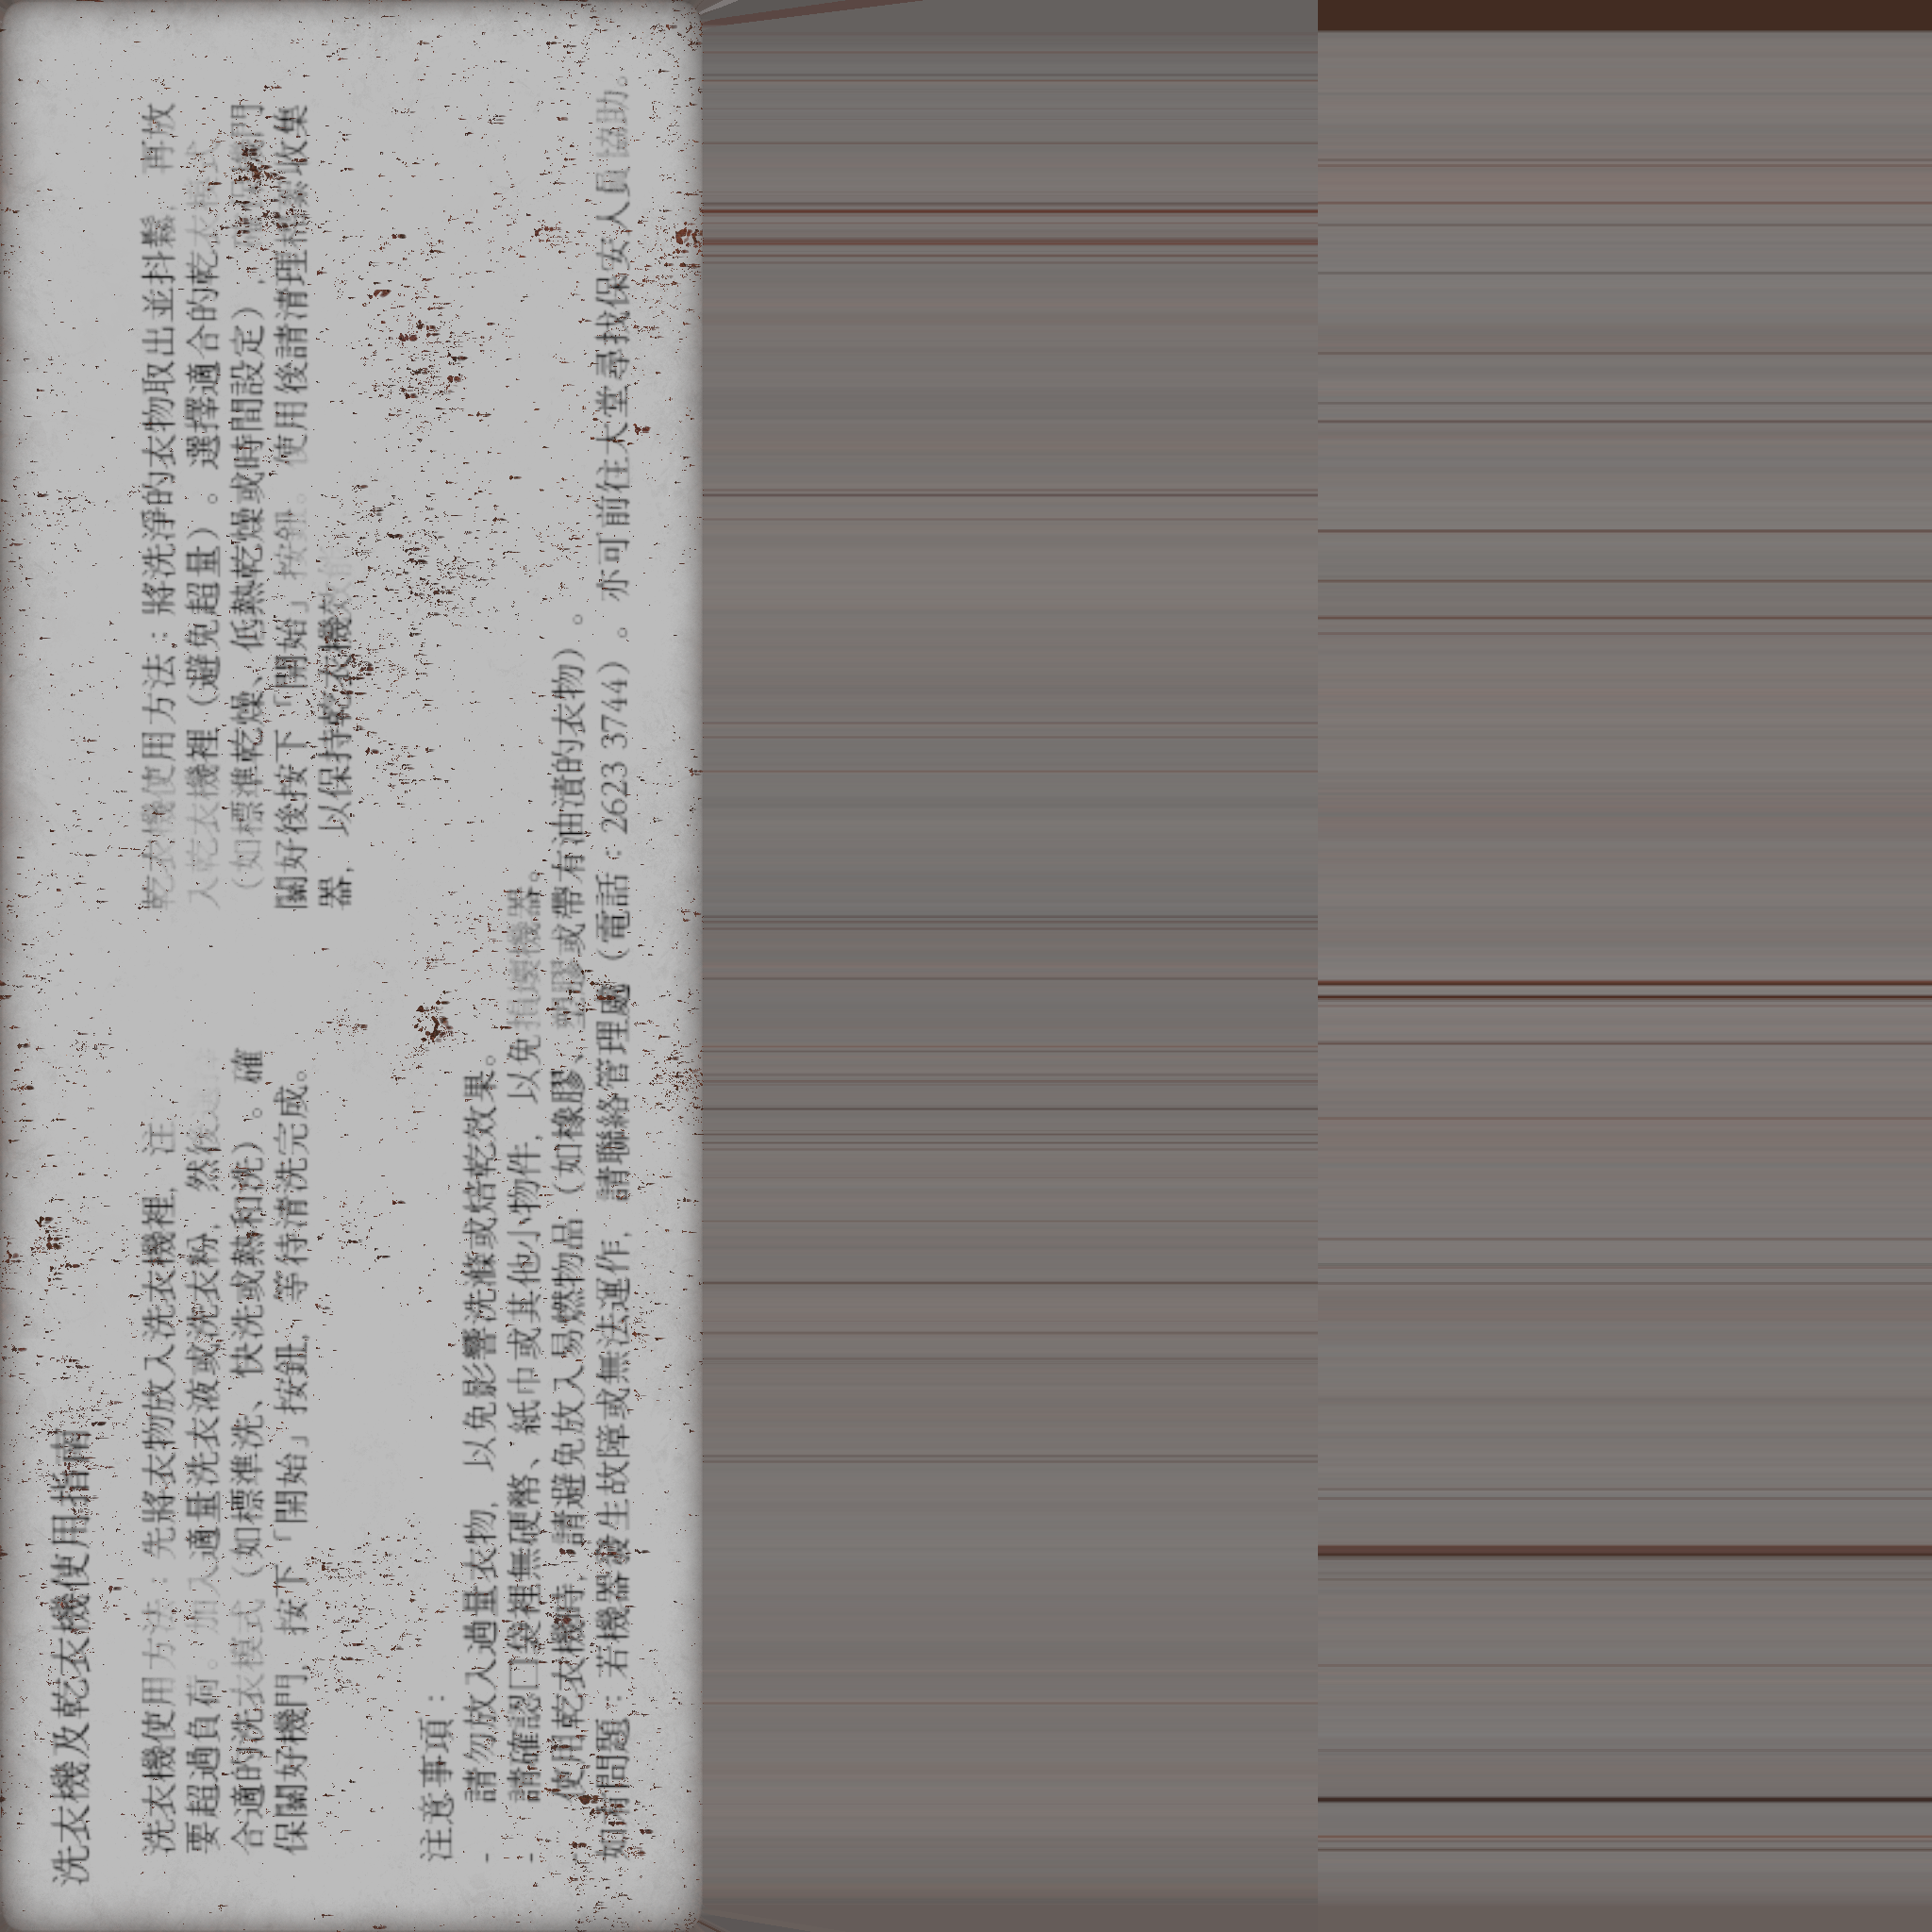 洗衣機及乾衣機使用指南
洗衣機使用方法：先將衣物放入洗衣機裡，注
要超過負荷。加入適量洗衣液或洗衣粉，然後
合適的洗衣模式（如標準洗、快洗或熱和洗）。確
保關好機門，按下「開始」按鈕，等待清洗完成。
乾衣機使用方法：將洗淨的衣物取出並抖鬆，再放
入乾衣機裡（避免超量）。選擇適合的乾衣模式
（如標準乾燥、低熱乾燥或時間設定），機門
關好後按下「開始」按鈕。使用後請清理棉絮收集
器，以保持乾衣機效
注意事項：
- 請勿放入過量衣物，以免影響洗滌或焙乾效果。
- 請確認口袋裡無硬幣、紙巾或其他小物件，以免損壞機器。
使用乾衣機時，請避免放入易燃物品（如橡膠、塑膠或帶有油漬的衣物）。
如有問題：若機器發生故障或無法運作，請聯絡管理處（電話：2623 3744）。亦可前往大堂尋找保安人員協助。